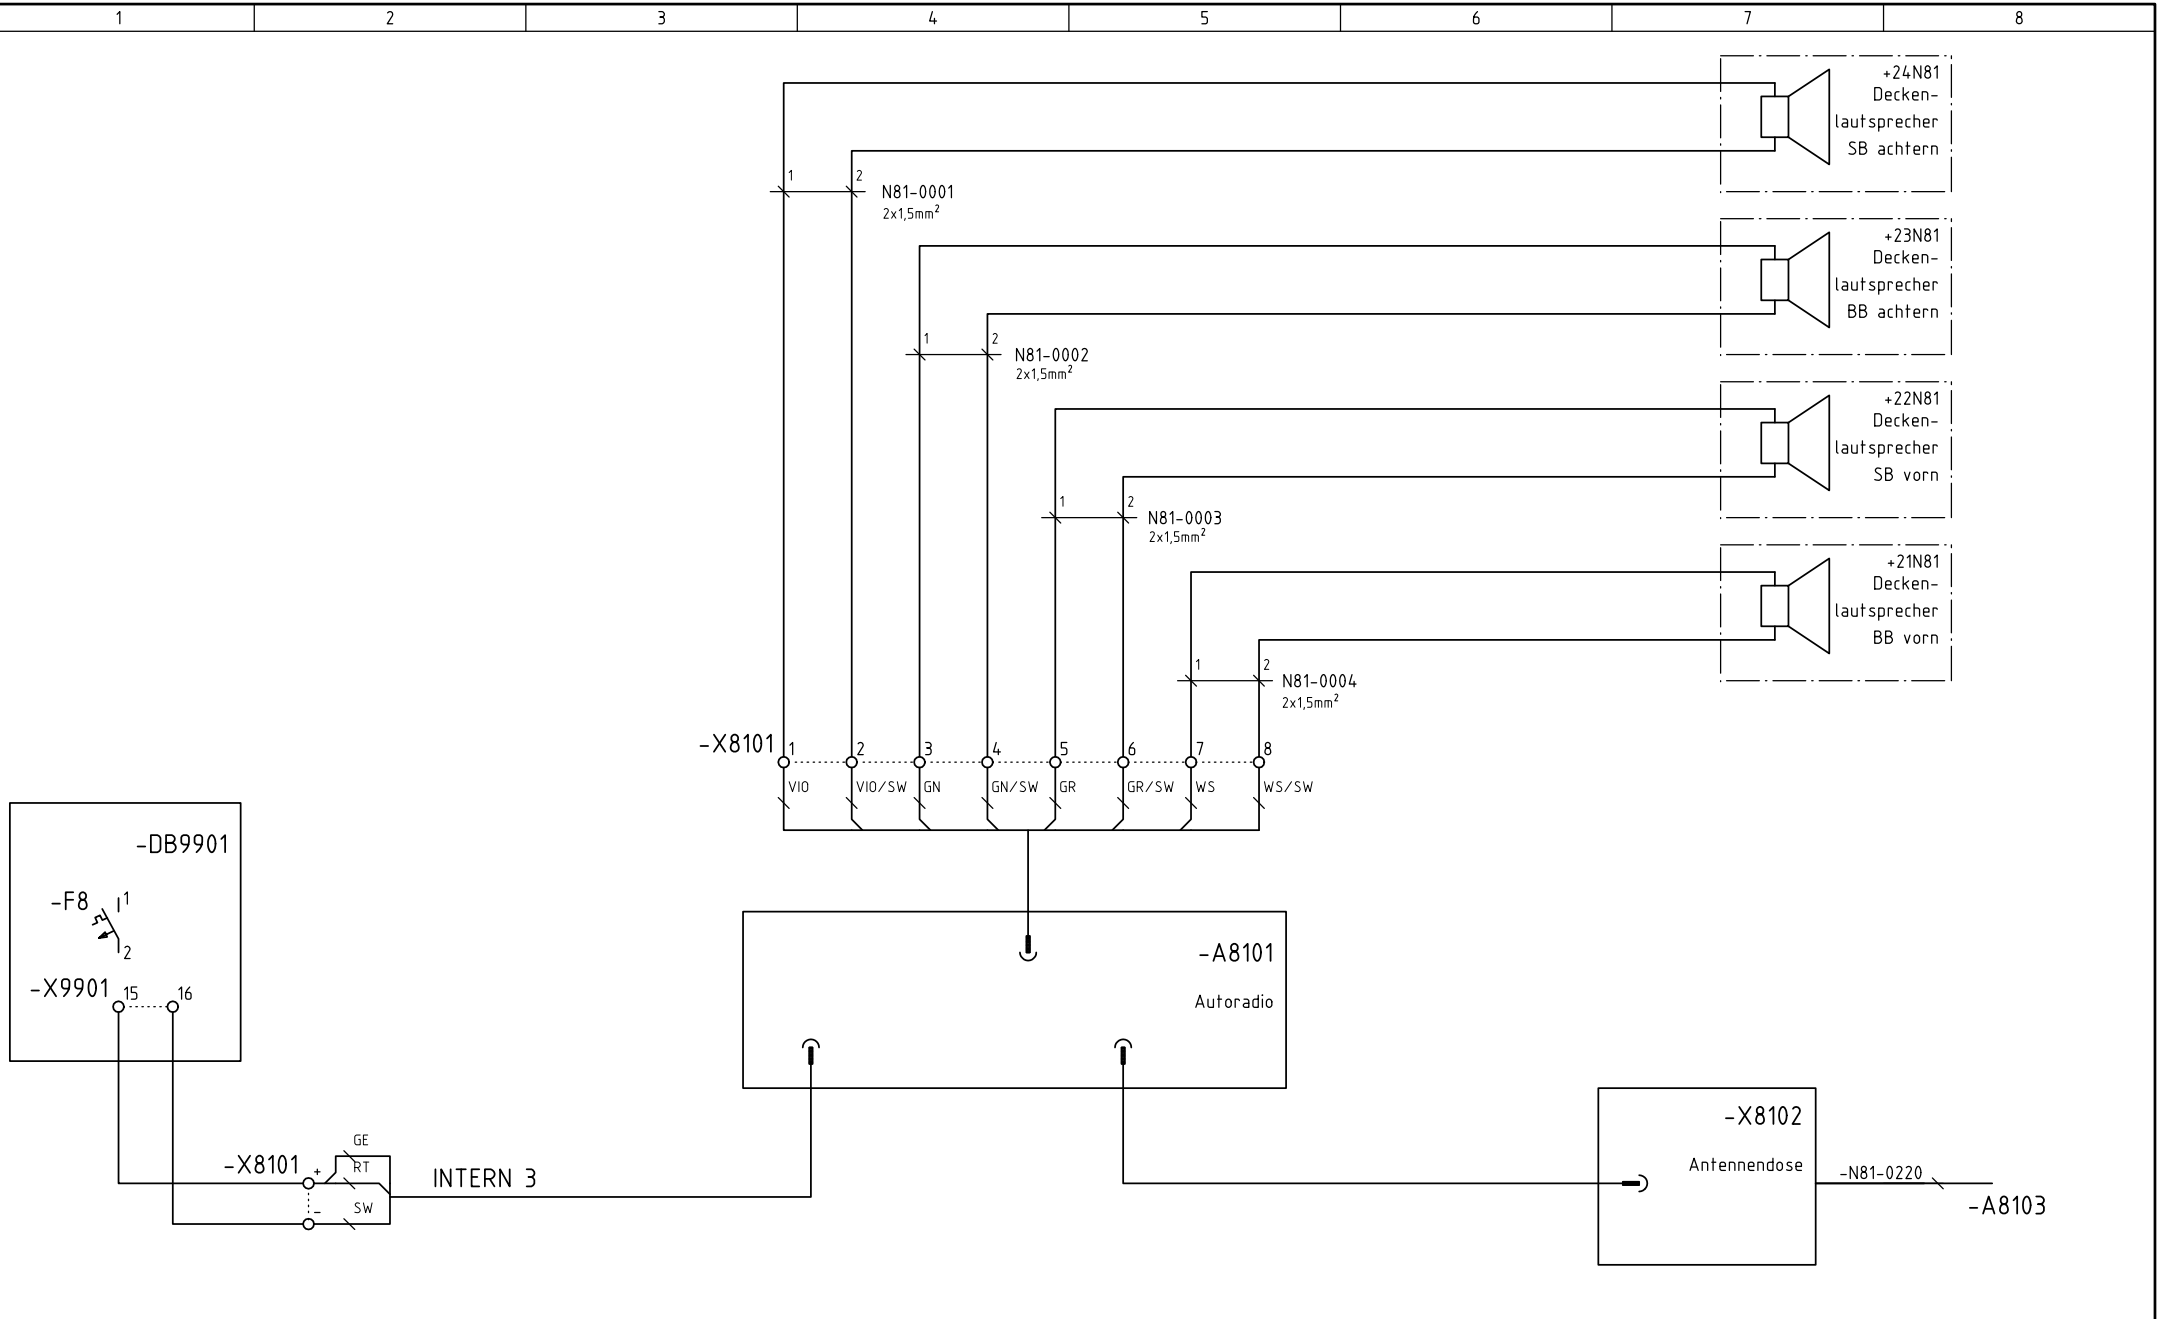 1 2 3 4 5 6 7 8
+24N81
Decken-
lautsprecher
SB achtern
1 2
N81-0001
2x1,5mm²
+23N81
Decken-
lautsprecher
BB achtern
1 2
N81-0002
2x1,5mm²
+22N81
Decken-
lautsprecher
SB vorn
1 2
N81-0003
2x1,5mm²
+21N81
Decken-
lautsprecher
BB vorn
1 2
N81-0004
2x1,5mm²
-X8101 1 2 3 4 5 6 7 8
VIO VIO/SW GN GN/SW GR GR/SW WS WS/SW
-DB9901
-F8 1
2
-X9901 15 16
-A8101
Autoradio
-X8101 +
-
GE
RT
SW
INTERN 3
-X8102
Antennendose
-N81-0220
-A8103